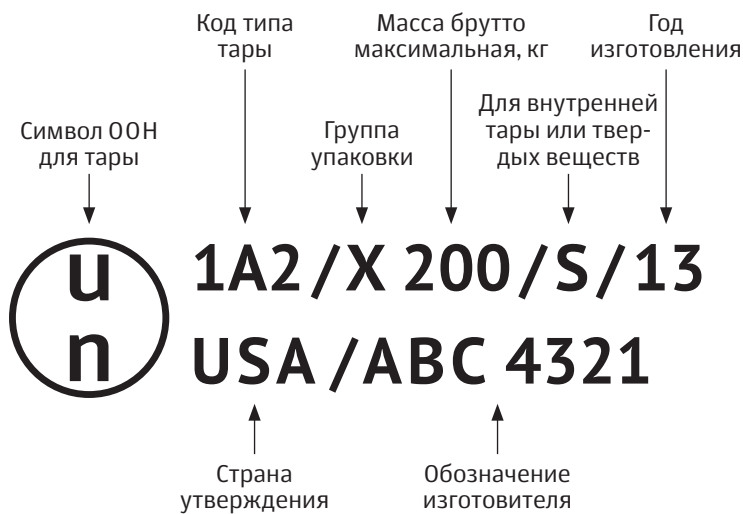 Код типа
тары
Масса брутто
максимальная, кг
Год
изготовления
Символ ООН
для тары
Группа
упаковки
Для внутренней
тары или твер-
дых веществ
u
n
1A2/X 200/S/13
USA/ABC 4321
Страна
утверждения
Обозначение
изготовителя